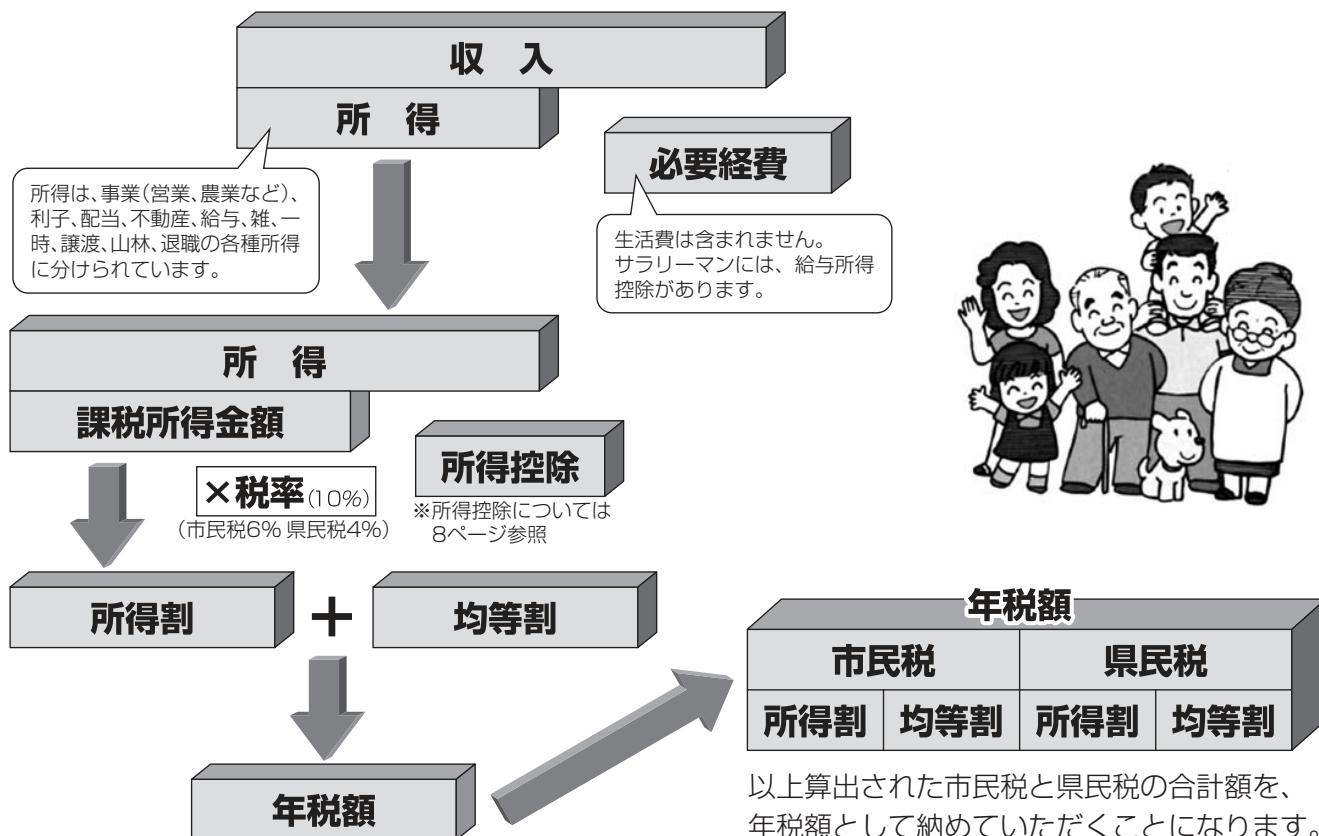 収　入
所　得
必要経費
所得は、事業（営業、農業など）、
利子、配当、不動産、給与、雑、一
時、譲渡、山林、退職の各種所得
に分けられています。
生活費は含まれません。
サラリーマンには、給与所得
控除があります。
所　得
課税所得金額
×税率（10%）
（市民税6% 県民税4%）
所得控除
※所得控除については
8ページ参照
所得割
＋
均等割
年税額
年税額
市民税
県民税
所得割
均等割
所得割
均等割
以上算出された市民税と県民税の合計額を、
年税額として納めていただくことになります。